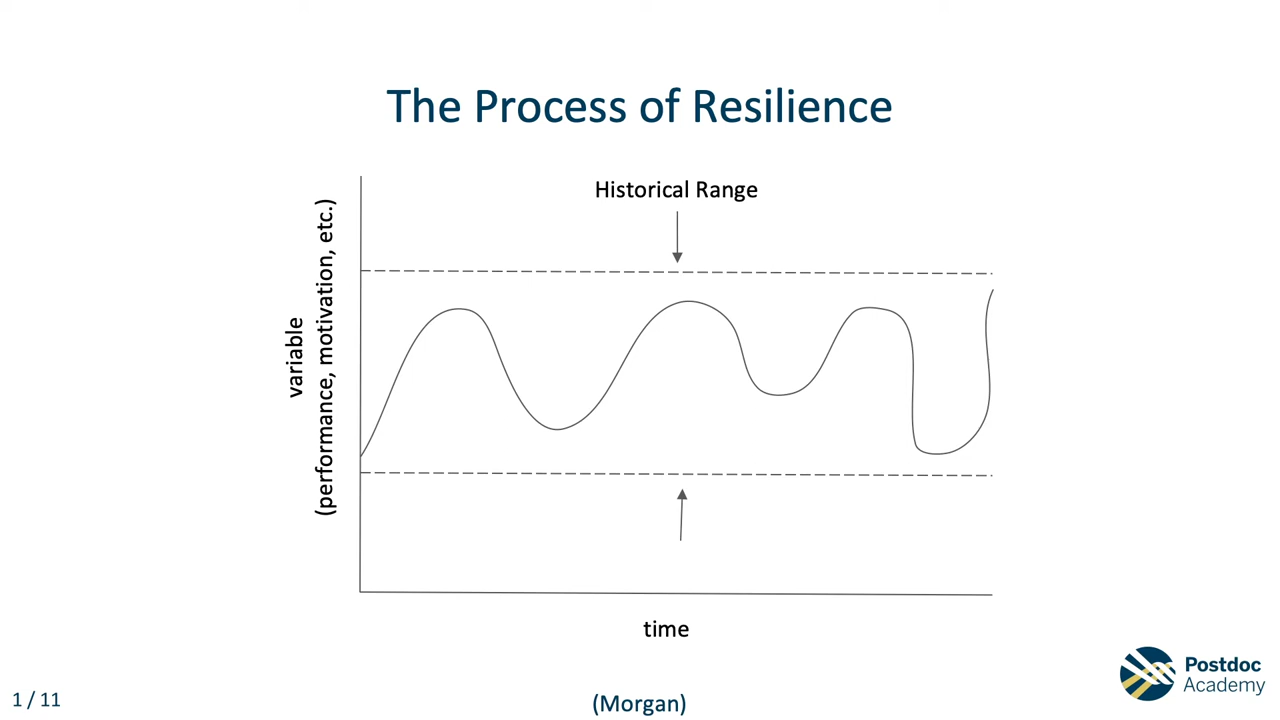 The Process of Resilience
Historical Range
variable
(performance, motivation, etc.)
time
Postdoc
Academy
1 / 11
(Morgan)